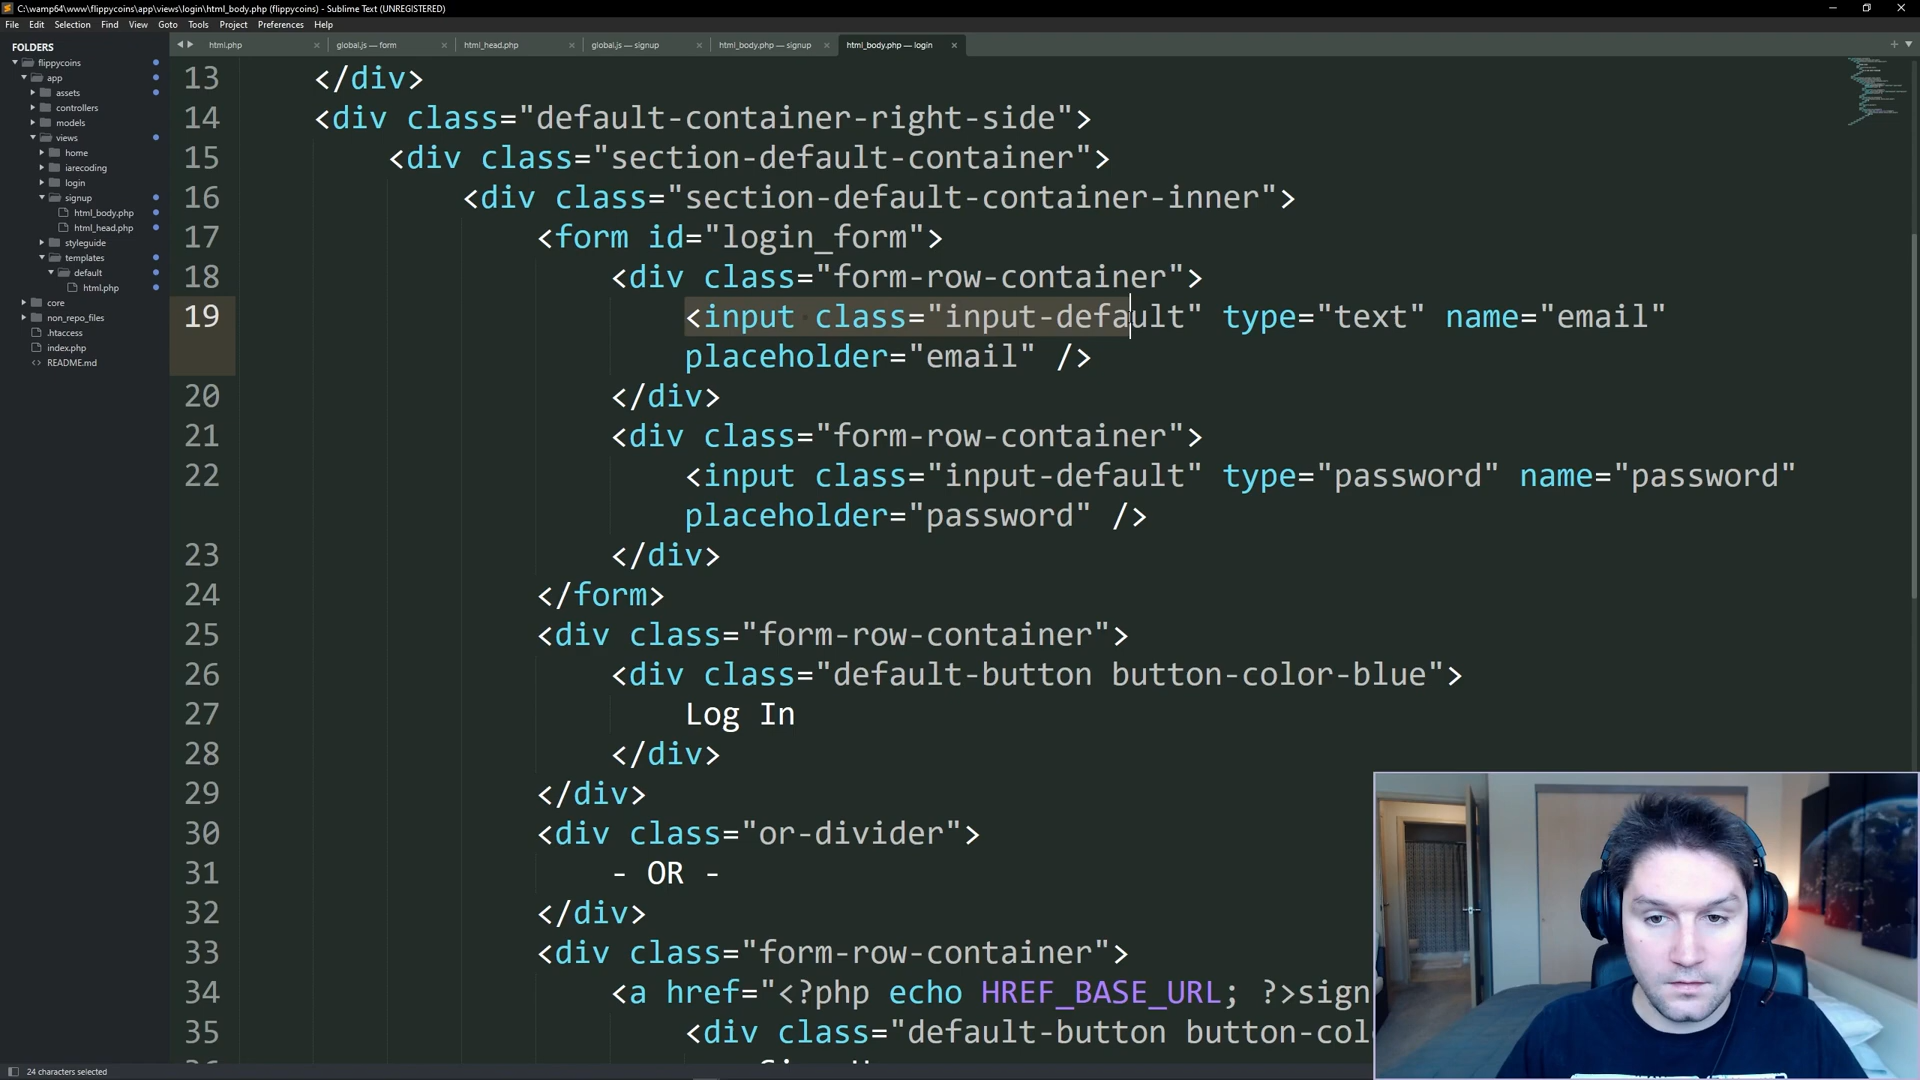 C:\wamp64\www\flippycoins\app\views\login\html_body.php (flippycoins) - Sublime Text (UNREGISTERED)
File Edit Selection Find View Goto Tools Project Preferences Help
FOLDERS
flippycoins
app
assets
controllers
models
views
home
iarecoding
login
signup
html_body.php
html_head.php
styleguide
templates
default
html.php
core
non_repo_files
.htaccess
index.php
README.md
html.php global.js — form html_head.php global.js — signup html_body.php — signup html_body.php — login
13 </div>
14 <div class="default-container-right-side">
15 <div class="section-default-container">
16 <div class="section-default-container-inner">
17 <form id="login_form">
18 <div class="form-row-container">
19 <input class="input-default" type="text" name="email"
placeholder="email" />
20 </div>
21 <div class="form-row-container">
22 <input class="input-default" type="password" name="password"
placeholder="password" />
23 </div>
24 </form>
25 <div class="form-row-container">
26 <div class="default-button button-color-blue">
27 Log In
28 </div>
29 </div>
30 <div class="or-divider">
31 - OR -
32 </div>
33 <div class="form-row-container">
34 <a href="<?php echo HREF_BASE_URL; ?>sign
35 <div class="default-button button-col
24 characters selected